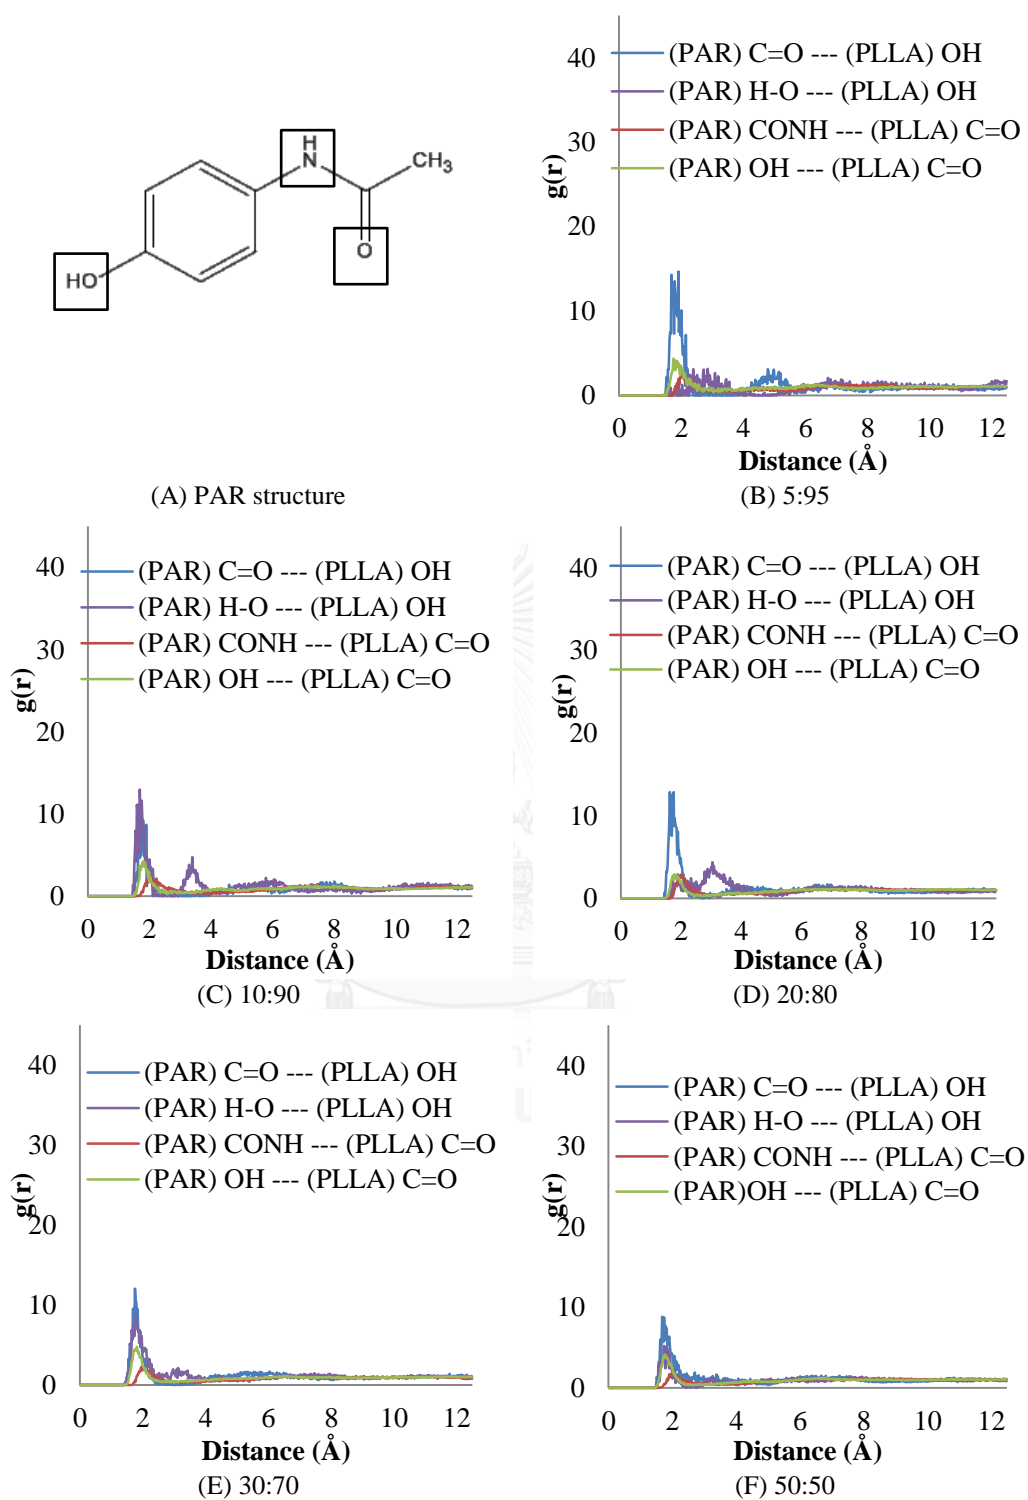 H
N
CH3
O
HO
(A) PAR structure
(PAR) C=O --- (PLLA) OH
(PAR) H-O --- (PLLA) OH
(PAR) CONH --- (PLLA) C=O
(PAR) OH --- (PLLA) C=O
g(r)
40
30
20
10
0
0 2 4 6 8 10 12
Distance (Å)
(B) 5:95
(PAR) C=O --- (PLLA) OH
(PAR) H-O --- (PLLA) OH
(PAR) CONH --- (PLLA) C=O
(PAR) OH --- (PLLA) C=O
g(r)
40
30
20
10
0
0 2 4 6 8 10 12
Distance (Å)
(C) 10:90
(PAR) C=O --- (PLLA) OH
(PAR) H-O --- (PLLA) OH
(PAR) CONH --- (PLLA) C=O
(PAR) OH --- (PLLA) C=O
g(r)
40
30
20
10
0
0 2 4 6 8 10 12
Distance (Å)
(D) 20:80
(PAR) C=O --- (PLLA) OH
(PAR) H-O --- (PLLA) OH
(PAR) CONH --- (PLLA) C=O
(PAR) OH --- (PLLA) C=O
g(r)
40
30
20
10
0
0 2 4 6 8 10 12
Distance (Å)
(E) 30:70
(PAR) C=O --- (PLLA) OH
(PAR) H-O --- (PLLA) OH
(PAR) CONH --- (PLLA) C=O
(PAR)OH --- (PLLA) C=O
g(r)
40
30
20
10
0
0 2 4 6 8 10 12
Distance (Å)
(F) 50:50